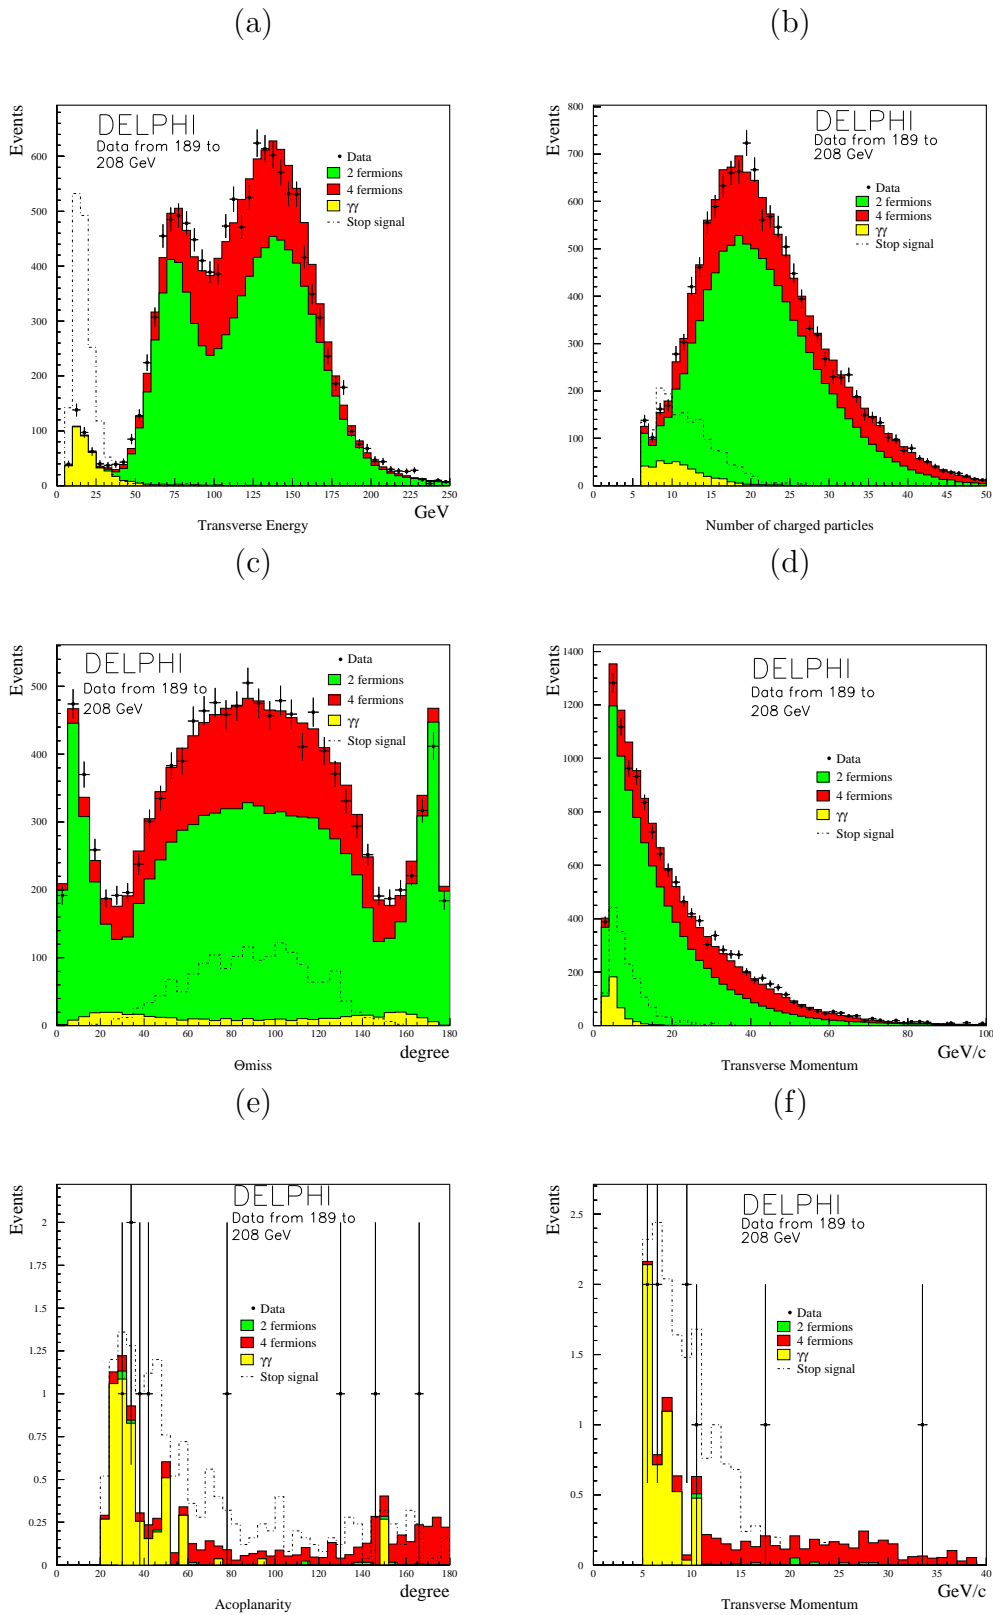 (a)
Events
DELPHI
Data from 189 to
208 GeV
Data
2 fermions
4 fermions
γγ
Stop signal
600
500
400
300
200
100
0
0 25 50 75 100 125 150 175 200 225 250
GeV
Transverse Energy
(b)
Events
DELPHI
Data from 189 to
208 GeV
Data
2 fermions
4 fermions
γγ
Stop signal
800
700
600
500
400
300
200
100
0
0 5 10 15 20 25 30 35 40 45 50
Number of charged particles
(c)
Events
DELPHI
Data from 189 to
208 GeV
Data
2 fermions
4 fermions
γγ
Stop signal
500
400
300
200
100
0
0 20 40 60 80 100 120 140 160 180
degree
Θmiss
(d)
Events
DELPHI
Data from 189 to
208 GeV
Data
2 fermions
4 fermions
γγ
Stop signal
1400
1200
1000
800
600
400
200
0
0 20 40 60 80 100
GeV/c
Transverse Momentum
(e)
Events
DELPHI
Data from 189 to
208 GeV
Data
2 fermions
4 fermions
γγ
Stop signal
2
1.75
1.5
1.25
1
0.75
0.5
0.25
0
0 20 40 60 80 100 120 140 160 180
degree
Acoplanarity
(f)
Events
DELPHI
Data from 189 to
208 GeV
Data
2 fermions
4 fermions
γγ
Stop signal
2.5
2
1.5
1
0.5
0
0 5 10 15 20 25 30 35 40
GeV/c
Transverse Momentum